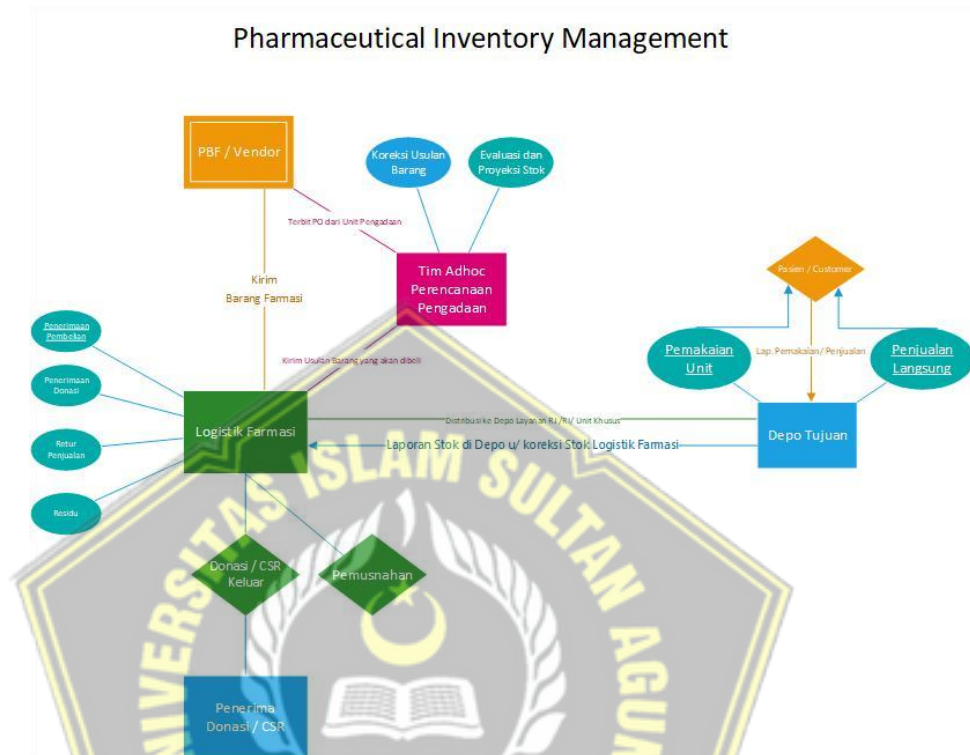 Pharmaceutical Inventory Management
PBF / Vendor
Koreksi Usulan
Barang
Evaluasi dan
Proyeksi Stok
Terbit PO dari Unit Pengadaan
Tim Adhoc
Perencanaan
Pengadaan
Pasien / Customer
Kirim
Barang Farmasi
Penerimaan
Pembelian
Kirim Usulan Barang yang akan dibeli
Pemakaian
Unit
Lap. Pemakaian/ Penjualan
Penjualan
Langsung
Penerimaan
Donasi
Logistik Farmasi
Distribusi ke Depo Layanan RJ /RI/ Unit Khusus
Depo Tujuan
Laporan Stok di Depo u/ koreksi Stok Logistik Farmasi
Retur
Penjualan
Residu
Donasi / CSR
Keluar
Pemusnahan
Penerima
Donasi / CSR
UNIVERSITAS ISLAM SULTAN AGUN